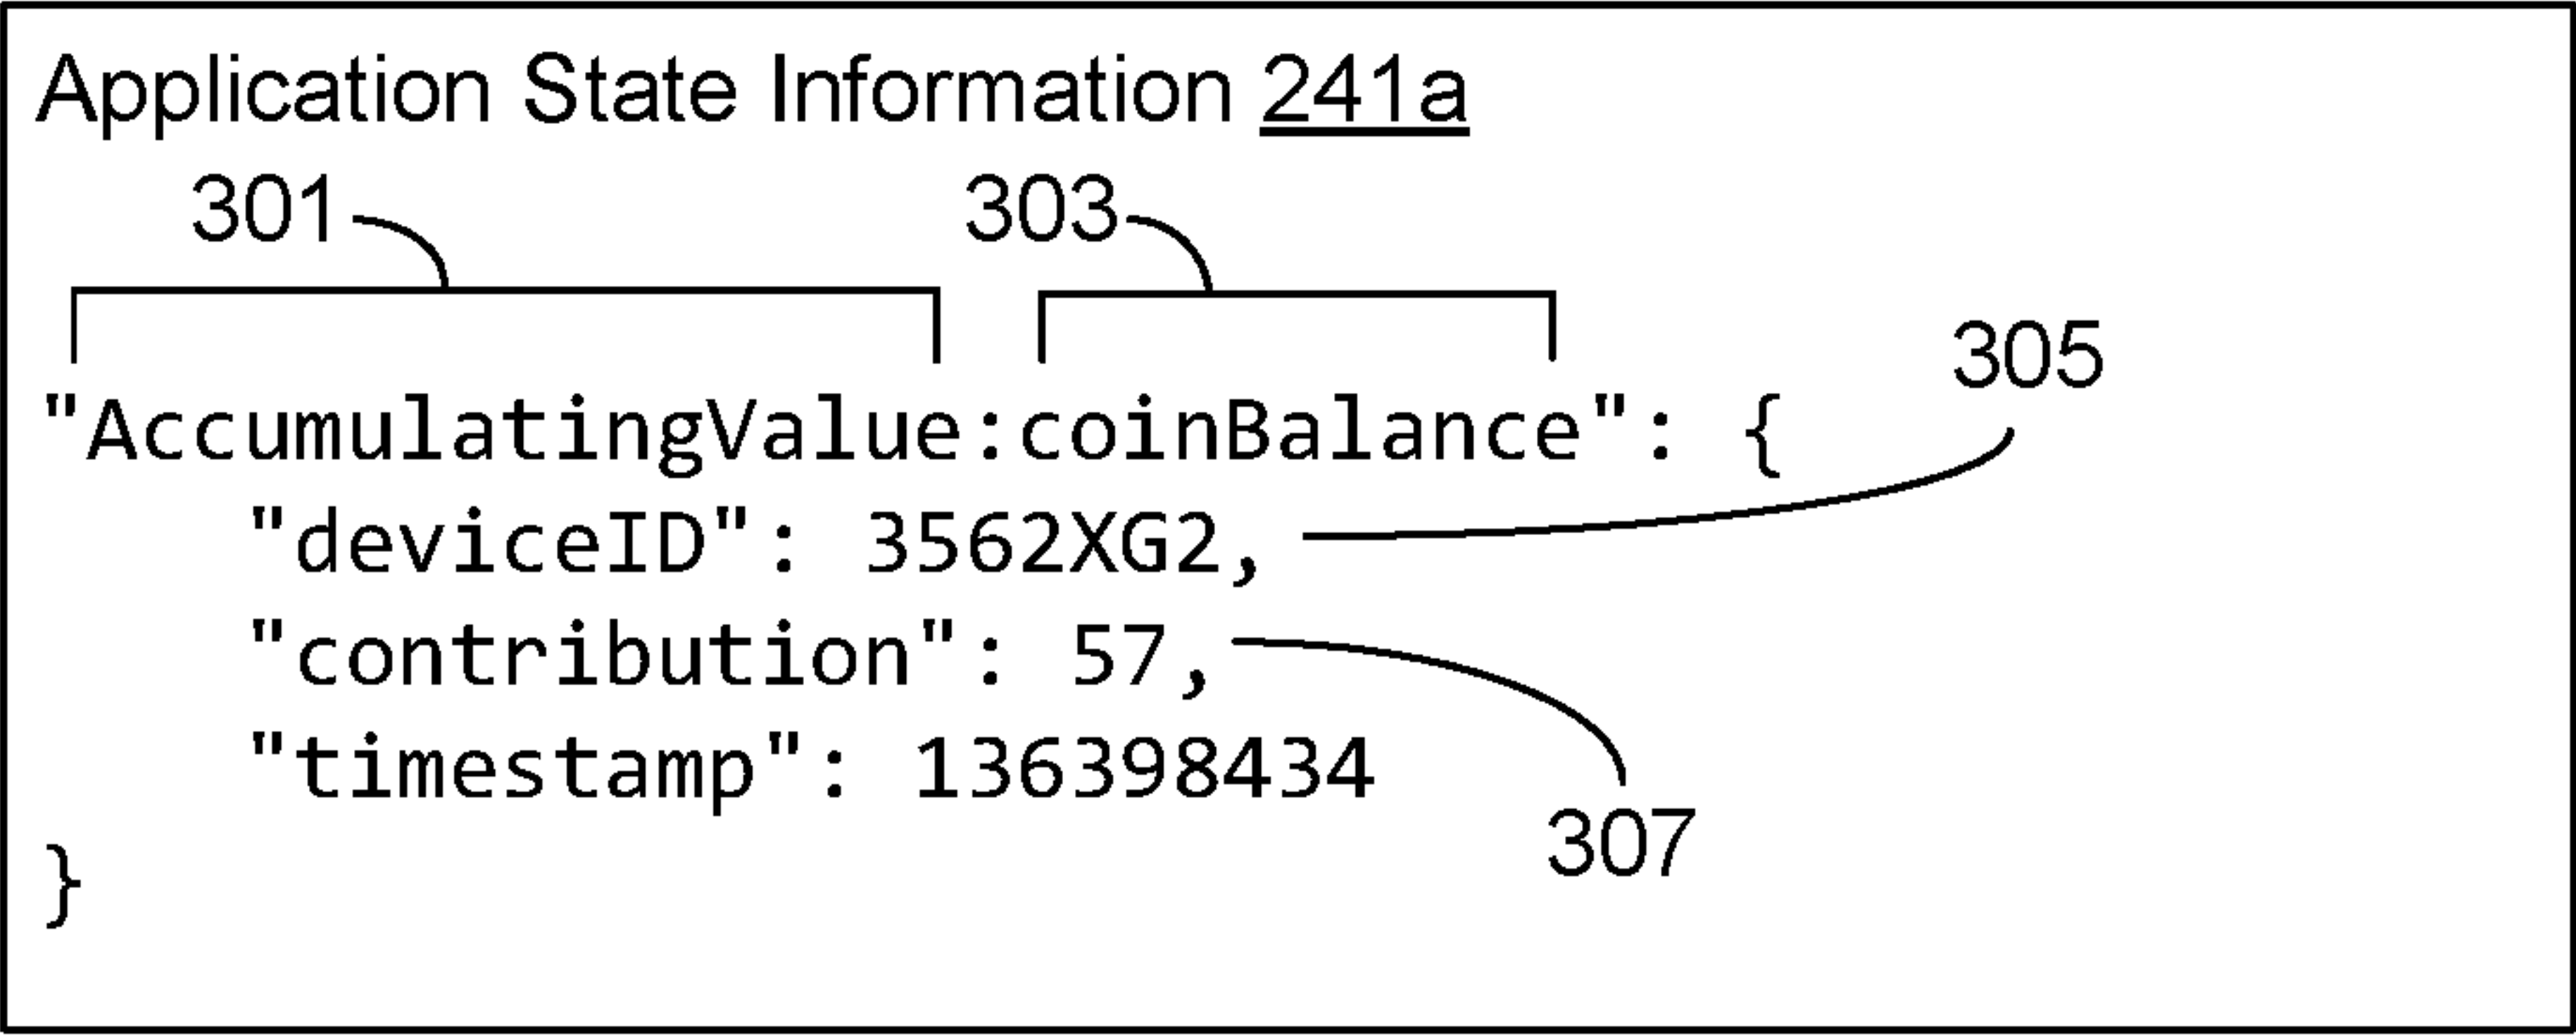 Application State Information 241a
301 303
305
"AccumulatingValue:coinBalance": {
"deviceID": 3562XG2,
"contribution": 57,
"timestamp": 136398434
307
}